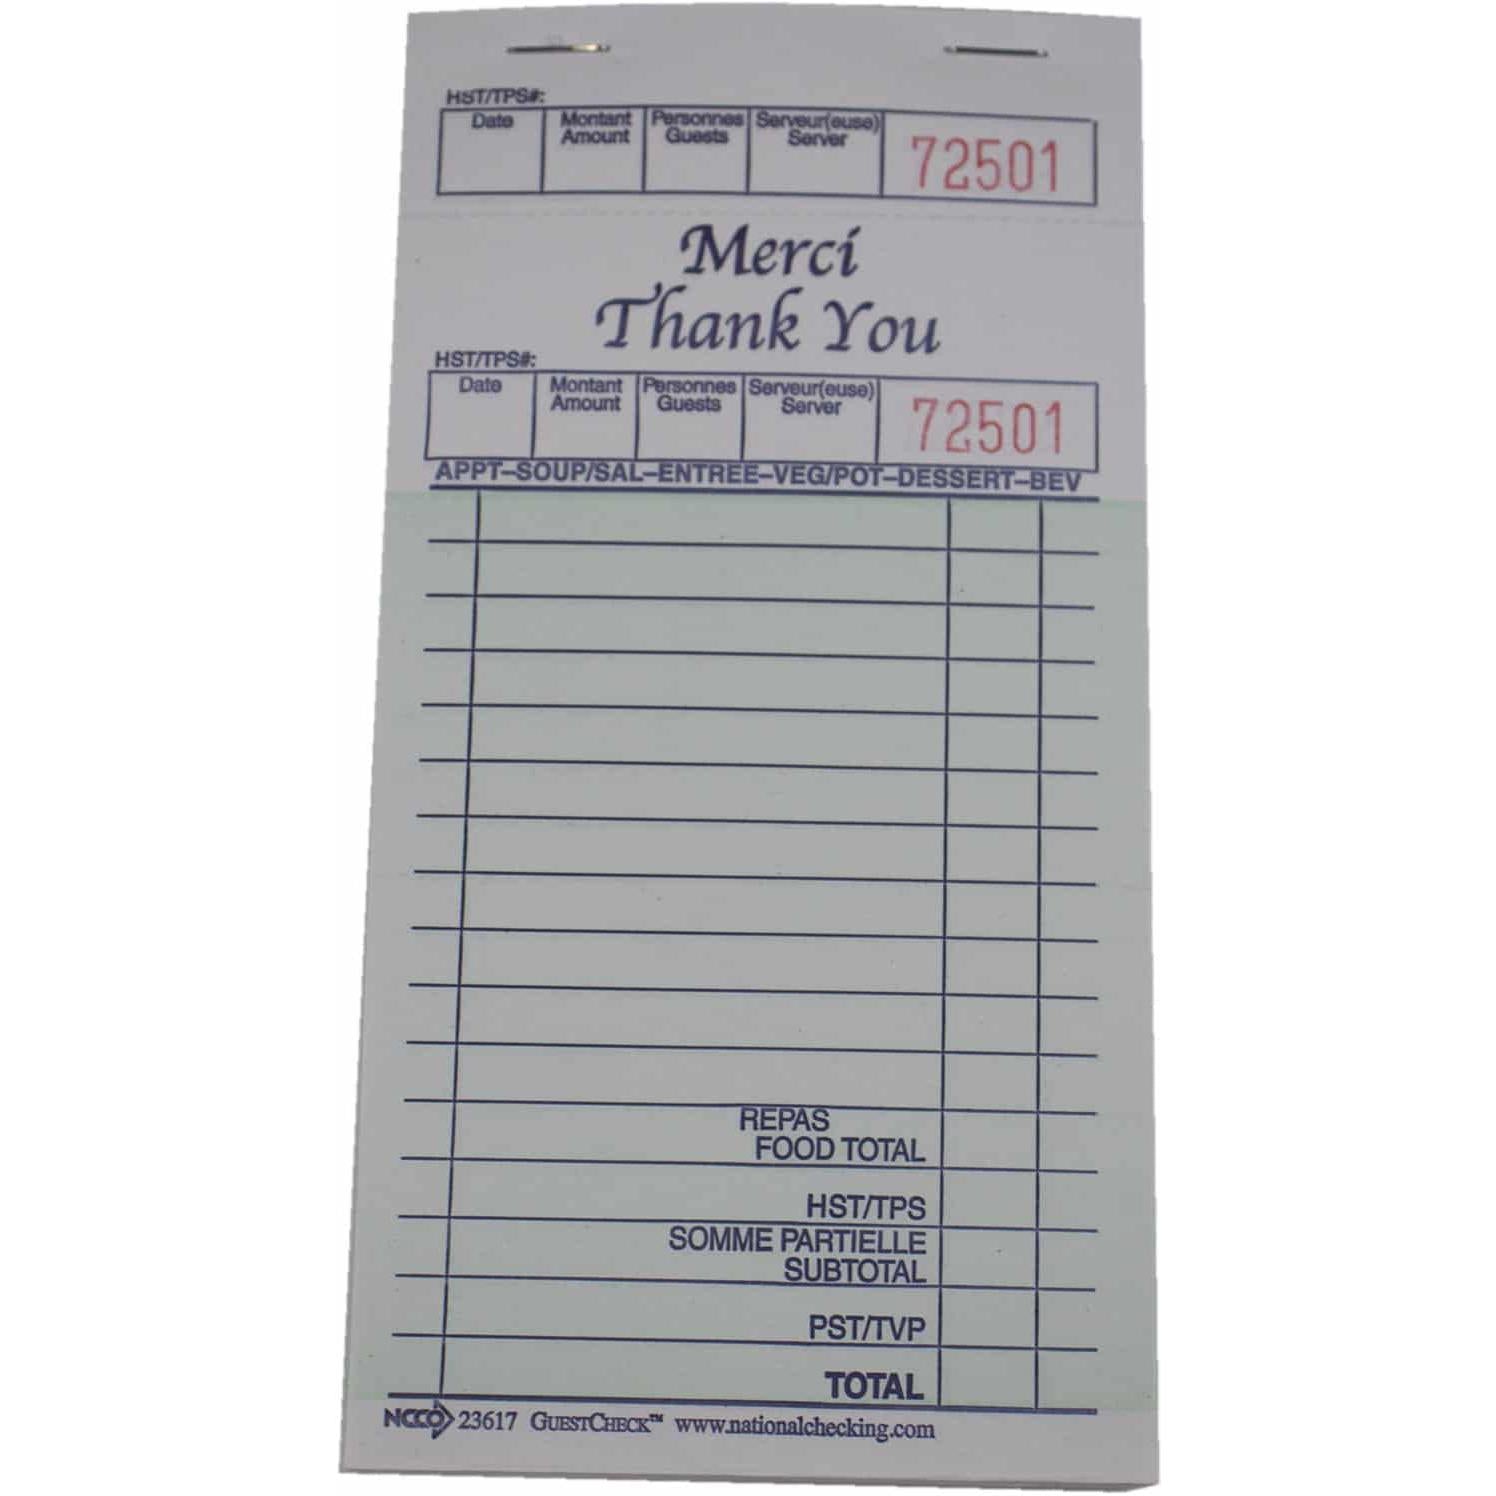 HST/TPS#:
Date Montant Personnes Serveur(euse) 72501
Amount Guests Server
Merci
Thank You
HST/TPS#:
Date Montant Personnes Serveur(euse) 72501
Amount Guests Server
APPT–SOUP/SAL–ENTREE–VEG/POT–DESSERT–BEV
REPAS
FOOD TOTAL
HST/TPS
SOMME PARTIELLE
SUBTOTAL
PST/TVP
TOTAL
NCCO 23617 GUESTCHECK™ www.nationalchecking.com